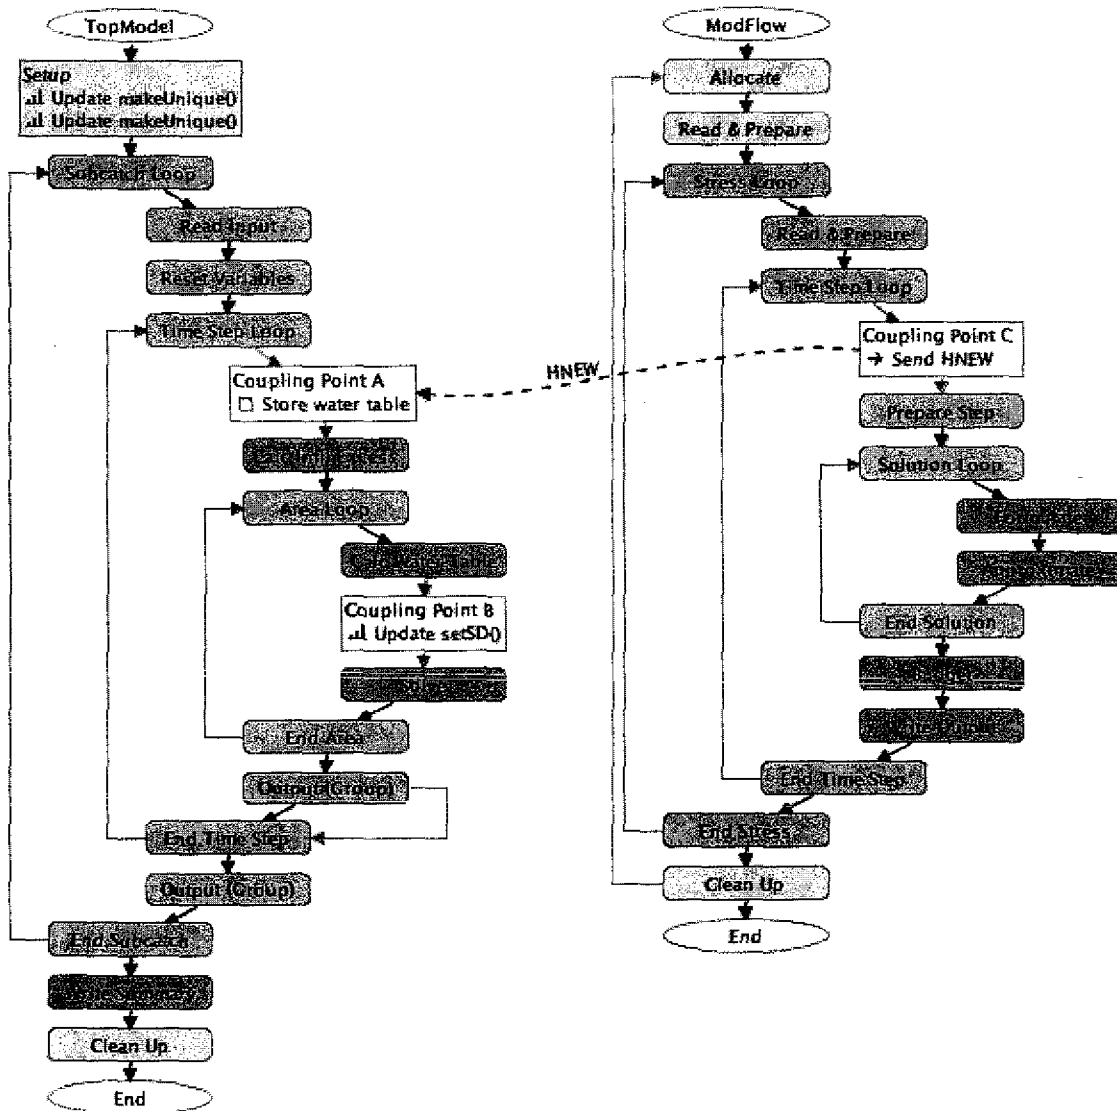 TopModel
Setup
Update makeUnique()
Update makeUnique()
Subcatch Loop
Read Input
Reset Variables
Time Step Loop
Coupling Point A
Store water table
Area Loop
Calc Water Table
Coupling Point B
Update setSD()
End Area
Output (Group)
End Time Step
Output (Group)
End Subcatch
Clean Up
End
HNEW
ModFlow
Allocate
Read & Prepare
Stress Loop
Read & Prepare
Time Step Loop
Coupling Point C
→ Send HNEW
Prepare Step
Solution Loop
End Solution
End Time Step
End Stress
Clean Up
End